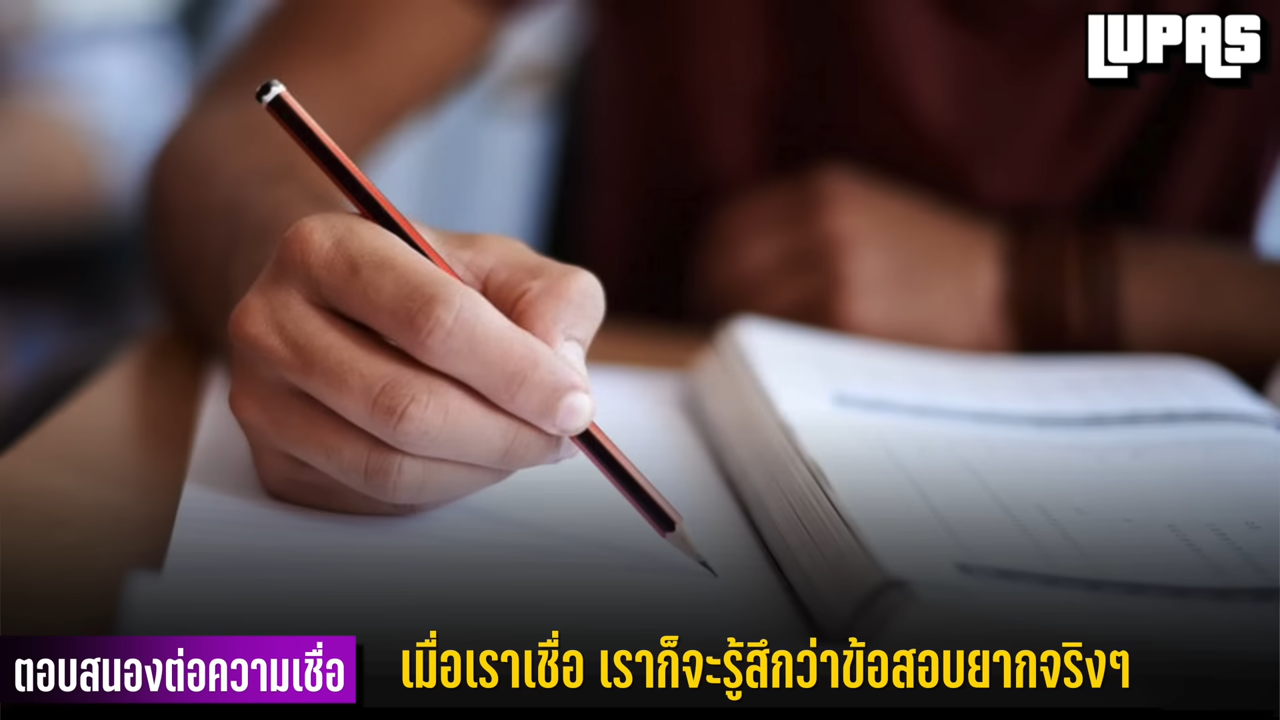 LUPAS
ตอบสนองต่อความเชื่อ
เมื่อเราเชื่อ เราก็จะรู้สึกว่าข้อสอบยากจริงๆ